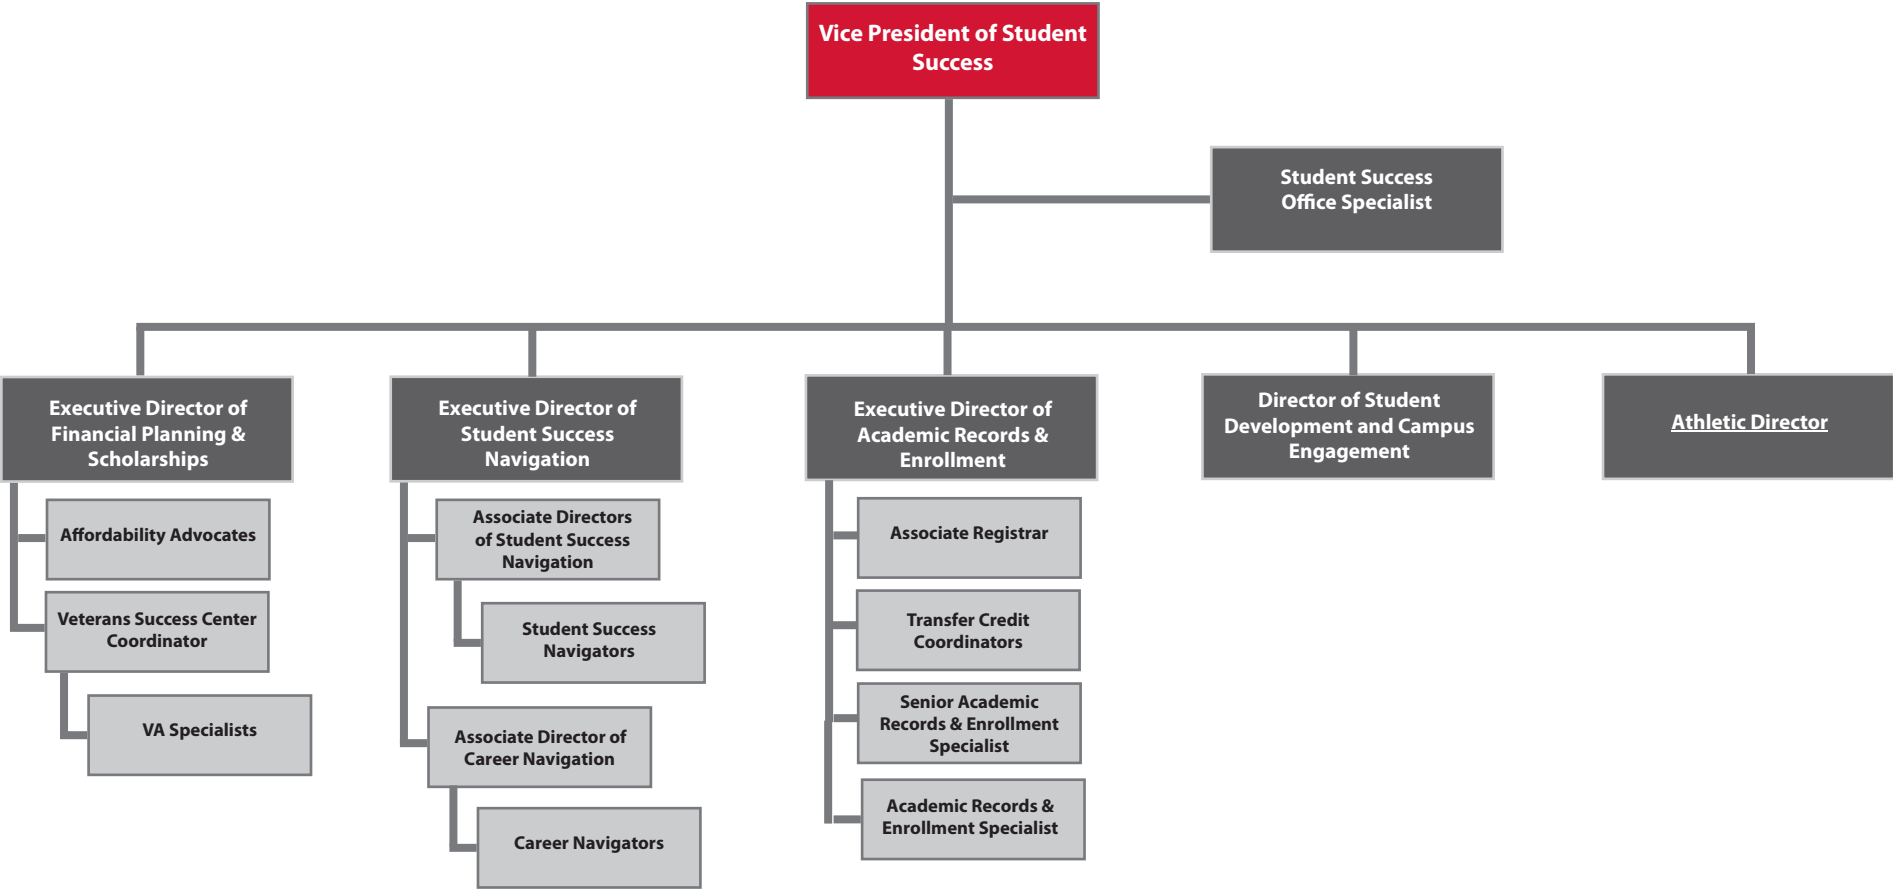 Vice President of Student
Success
Student Success
Office Specialist
Executive Director of
Financial Planning &
Scholarships
Affordability Advocates
Veterans Success Center
Coordinator
VA Specialists
Executive Director of
Student Success
Navigation
Associate Directors
of Student Success
Navigation
Student Success
Navigators
Associate Director of
Career Navigation
Career Navigators
Executive Director of
Academic Records &
Enrollment
Associate Registrar
Transfer Credit
Coordinators
Senior Academic
Records & Enrollment
Specialist
Academic Records &
Enrollment Specialist
Director of Student
Development and Campus
Engagement
Athletic Director